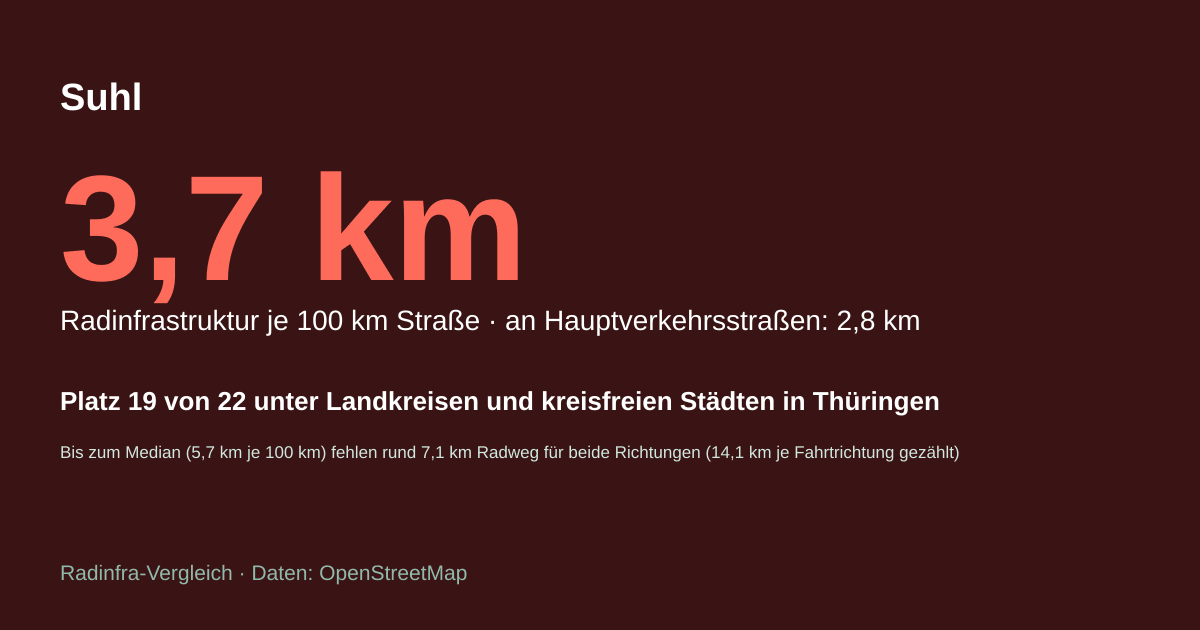 Suhl
3,7 km
Radinfrastruktur je 100 km Straße · an Hauptverkehrsstraßen: 2,8 km
Platz 19 von 22 unter Landkreisen und kreisfreien Städten in Thüringen
Bis zum Median (5,7 km je 100 km) fehlen rund 7,1 km Radweg für beide Richtungen (14,1 km je Fahrtrichtung gezählt)
Radinfra-Vergleich · Daten: OpenStreetMap